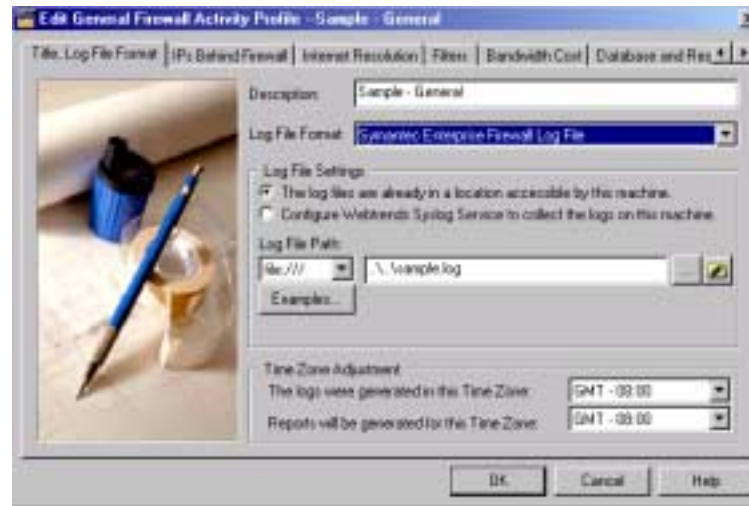 Edit General Firewall Activity Profile - Sample - General
Title, Log File Format
IPs Behind Firewall
Internet Resolution
Filters
Bandwidth Cost
Database and Rea
Description:
Sample - General
Log File Format:
Symantec Enterprise Firewall Log File
Log File Settings
The log files are already in a location accessible by this machine.
Configure Webtrends Syslog Service to collect the logs on this machine.
Log File Path:
file:///
..\..\sample.log
...
Examples...
Time Zone Adjustment
The logs were generated in this Time Zone:
GMT - 08:00
Reports will be generated for this Time Zone:
GMT - 08:00
OK
Cancel
Help